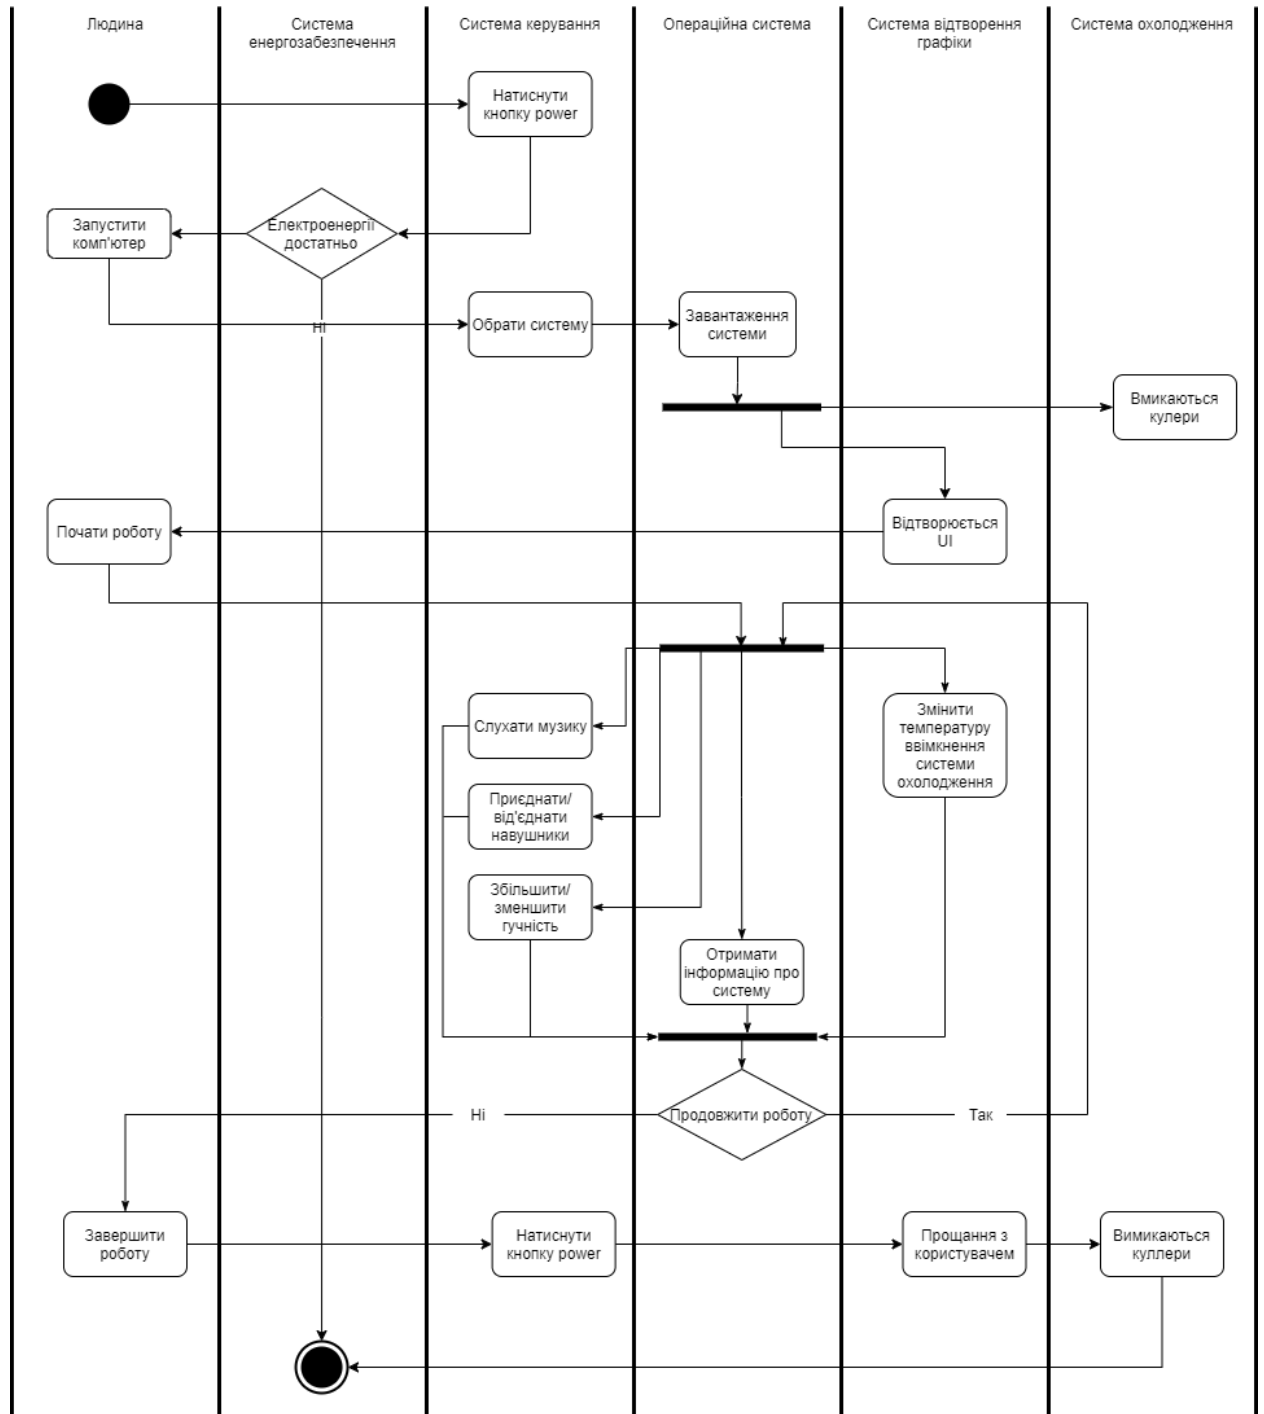 Людина
Система
енергозабезпечення
Система керування
Операційна система
Система відтворення
графіки
Система охолодження
Натиснути
кнопку power
Запустити
комп'ютер
Електроенергії
достатньо
Ні
Обрати систему
Завантаження
системи
Вмикаються
кулери
Почати роботу
Відтворюється
UI
Слухати музику
Змінити
температуру
ввімкнення
системи
охолодження
Приєднати/
від'єднати
навушники
Збільшити/
зменшити
гучність
Отримати
інформацію про
систему
Ні
Продовжити роботу
Так
Завершити
роботу
Натиснути
кнопку power
Прощання з
користувачем
Вимикаються
куллери